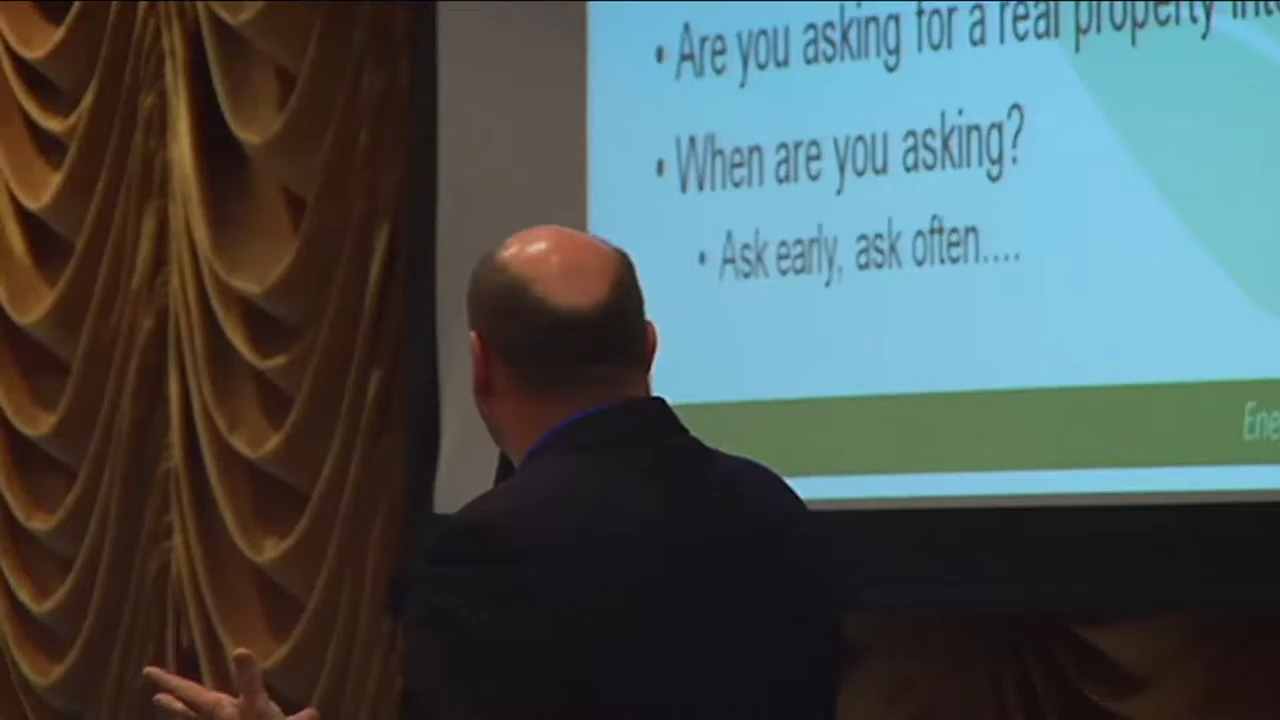 • Are you asking for a real property
• When are you asking?
• Ask early, ask often....